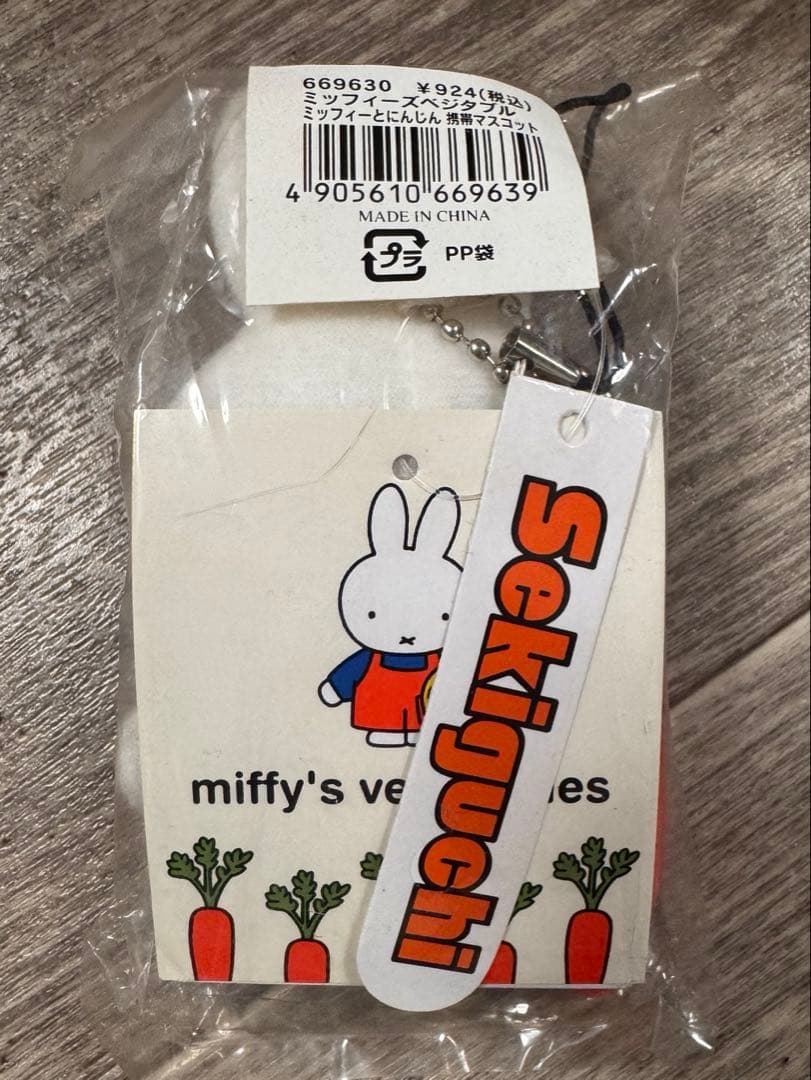 669630 ¥924(税込)
ミッフィーズベジタブル
ミッフィーとにんじん 携帯マスコット
4 905610 669639
MADE IN CHINA
プラ PP袋
Sekiguchi
miffy's